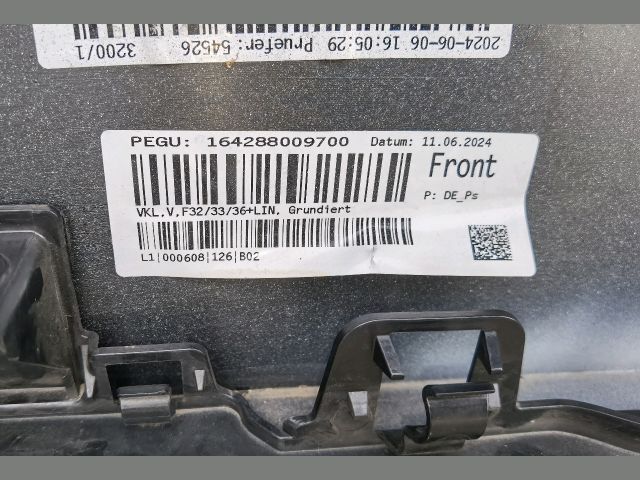 2024-06-06 16:05:29 Pruefer: 54526
3200/1
PEGU: 164288009700 Datum: 11.06.2024
Front
P: DE_Ps
VKL,V,F32/33/36+LIN, Grundiert
L1|000608|126|B02